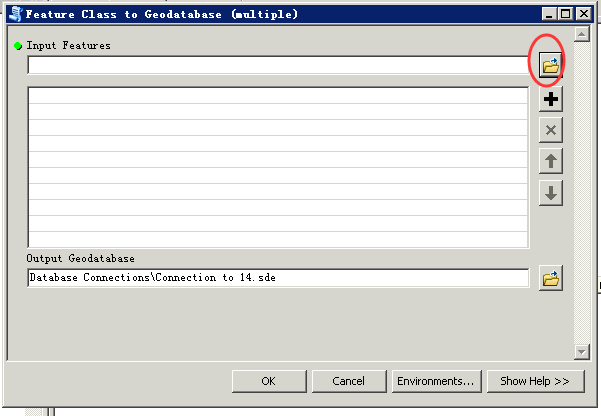 Feature Class to Geodatabase (multiple)
Input Features
Output Geodatabase
Database Connections\Connection to 14.sde
OK
Cancel
Environments...
Show Help >>